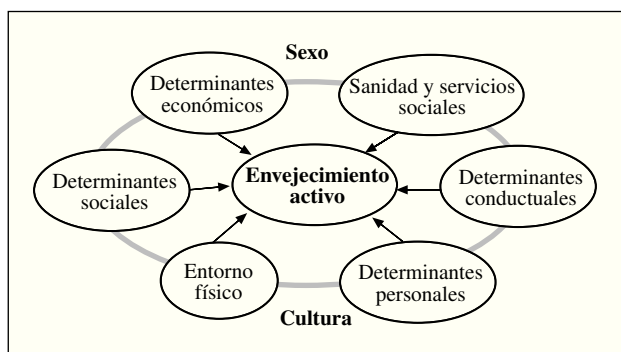 Sexo
Determinantes
económicos
Sanidad y servicios
sociales
Determinantes
sociales
Envejecimiento
activo
Determinantes
conductuales
Entorno
físico
Determinantes
personales
Cultura